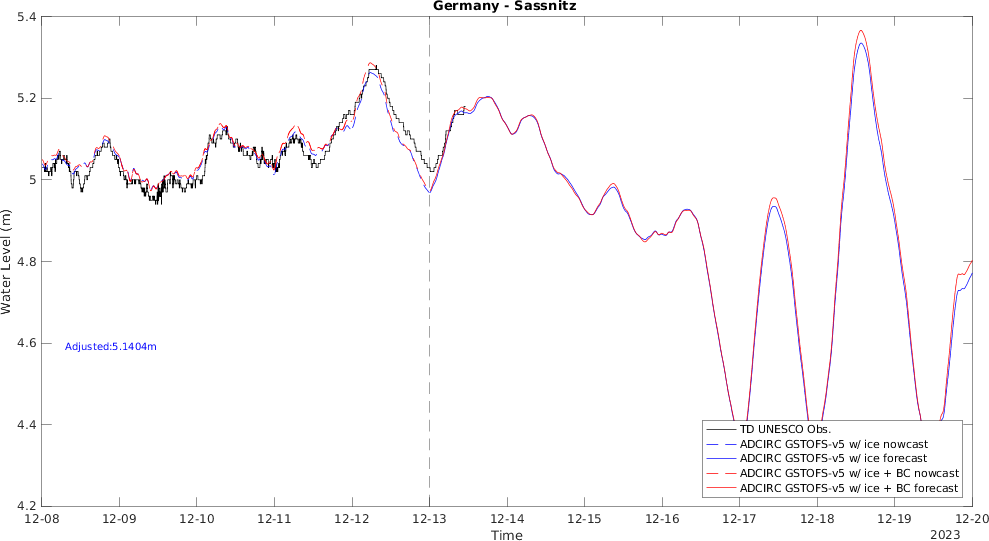 Germany - Sassnitz
5.4
5.2
5
4.8
4.6
4.4
4.2
Water Level (m)
Adjusted:5.1404m
TD UNESCO Obs.
ADCIRC GSTOFS-v5 w/ ice nowcast
ADCIRC GSTOFS-v5 w/ ice forecast
ADCIRC GSTOFS-v5 w/ ice + BC nowcast
ADCIRC GSTOFS-v5 w/ ice + BC forecast
12-08 12-09 12-10 12-11 12-12 12-13 12-14 12-15 12-16 12-17 12-18 12-19 12-20
Time
2023